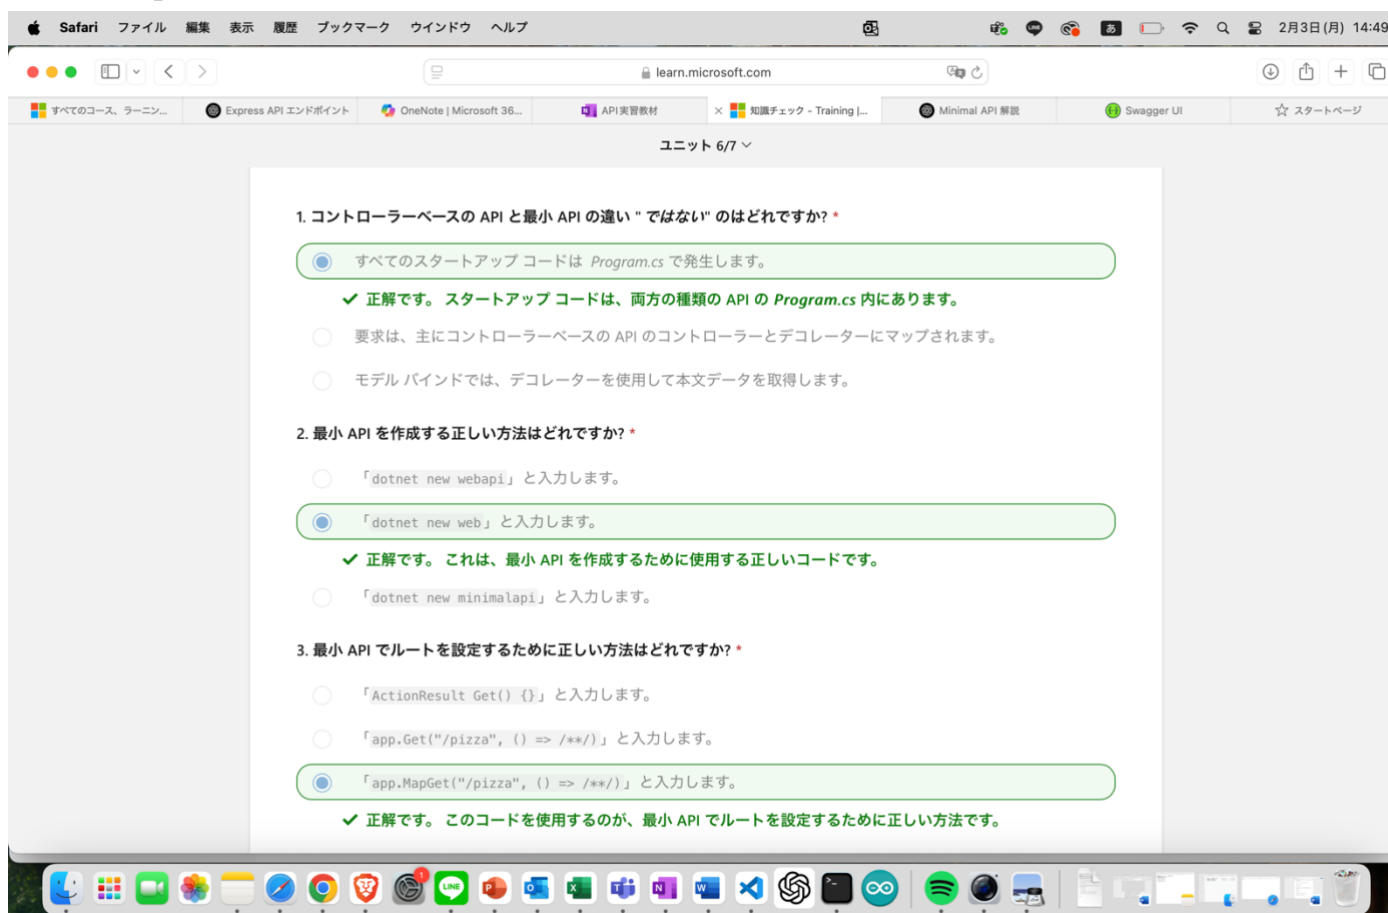 Safari ファイル 編集 表示 履歴 ブックマーク ウインドウ ヘルプ あ 2月3日(月) 14:49
learn.microsoft.com
すべてのコース、ラーニン... Express API エンドポイント OneNote | Microsoft 36... API実習教材 × 知識チェック - Training |... Minimal API 解説 Swagger UI スタートページ
ユニット 6/7
1. コントローラーベースの API と最小 API の違い " ではない" のはどれですか? *
すべてのスタートアップ コードは Program.cs で発生します。
正解です。 スタートアップ コードは、両方の種類の API の Program.cs 内にあります。
要求は、主にコントローラーベースの API のコントローラーとデコレーターにマップされます。
モデル バインドでは、デコレーターを使用して本文データを取得します。
2. 最小 API を作成する正しい方法はどれですか? *
「dotnet new webapi」と入力します。
「dotnet new web」と入力します。
正解です。 これは、最小 API を作成するために使用する正しいコードです。
「dotnet new minimalapi」と入力します。
3. 最小 API でルートを設定するために正しい方法はどれですか? *
「ActionResult Get() {}」と入力します。
「app.Get("/pizza", () => /**/)」と入力します。
「app.MapGet("/pizza", () => /**/)」と入力します。
正解です。 このコードを使用するのが、最小 API でルートを設定するために正しい方法です。